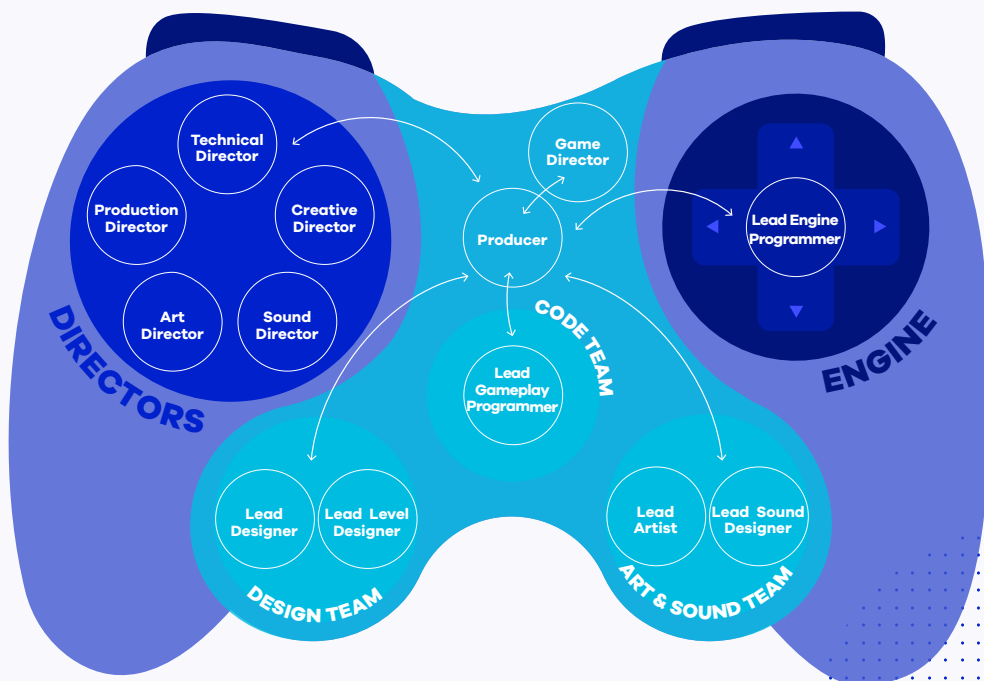 Technical
Director
Production
Director
Creative
Director
Art
Director
Sound
Director
DIRECTORS
Game
Director
Producer
Lead Engine
Programmer
ENGINE
CODE TEAM
Lead
Gameplay
Programmer
Lead
Designer
Lead Level
Designer
DESIGN TEAM
Lead
Artist
Lead Sound
Designer
ART & SOUND TEAM